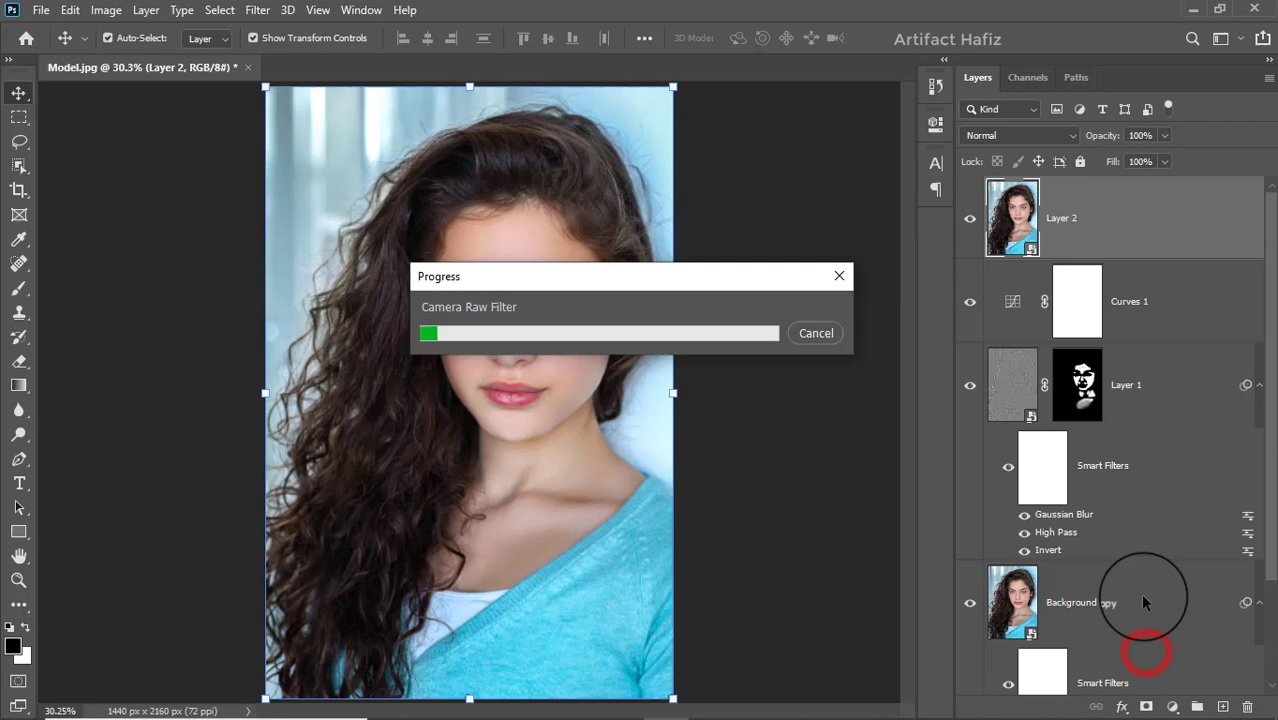 Ps File Edit Image Layer Type Select Filter 3D View Window Help
Auto-Select: Layer Show Transform Controls 3D Mode: Artifact Hafiz
Model.jpg @ 30.3% (Layer 2, RGB/8#) *
Layers Channels Paths
Kind
Normal Opacity: 100%
Lock: Fill: 100%
Layer 2
Progress
Camera Raw Filter
Cancel
Curves 1
Layer 1
Smart Filters
Gaussian Blur
High Pass
Invert
Background copy
Smart Filters
30.25% 1440 px x 2160 px (72 ppi)